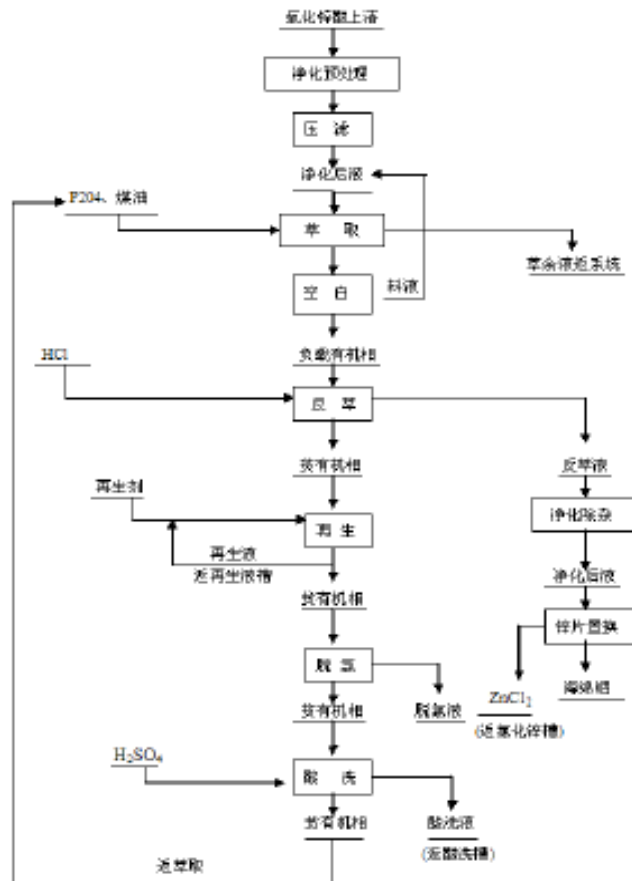 氧化锌酸上清
净化预处理
压 滤
净化后液
P204、煤油
萃 取
萃余液返系统
空 白
料液
负载有机相
HCl
反 萃
贫有机相
反萃液
再生剂
净化除杂
再 生
再生液
返再生液槽
净化后液
贫有机相
锌片置换
脱 氯
ZnCl₂
海绵铟
贫有机相
脱氯液
(返氯化锌槽)
H₂SO₄
酸 洗
贫有机相
酸洗液
(返酸洗槽)
返萃取